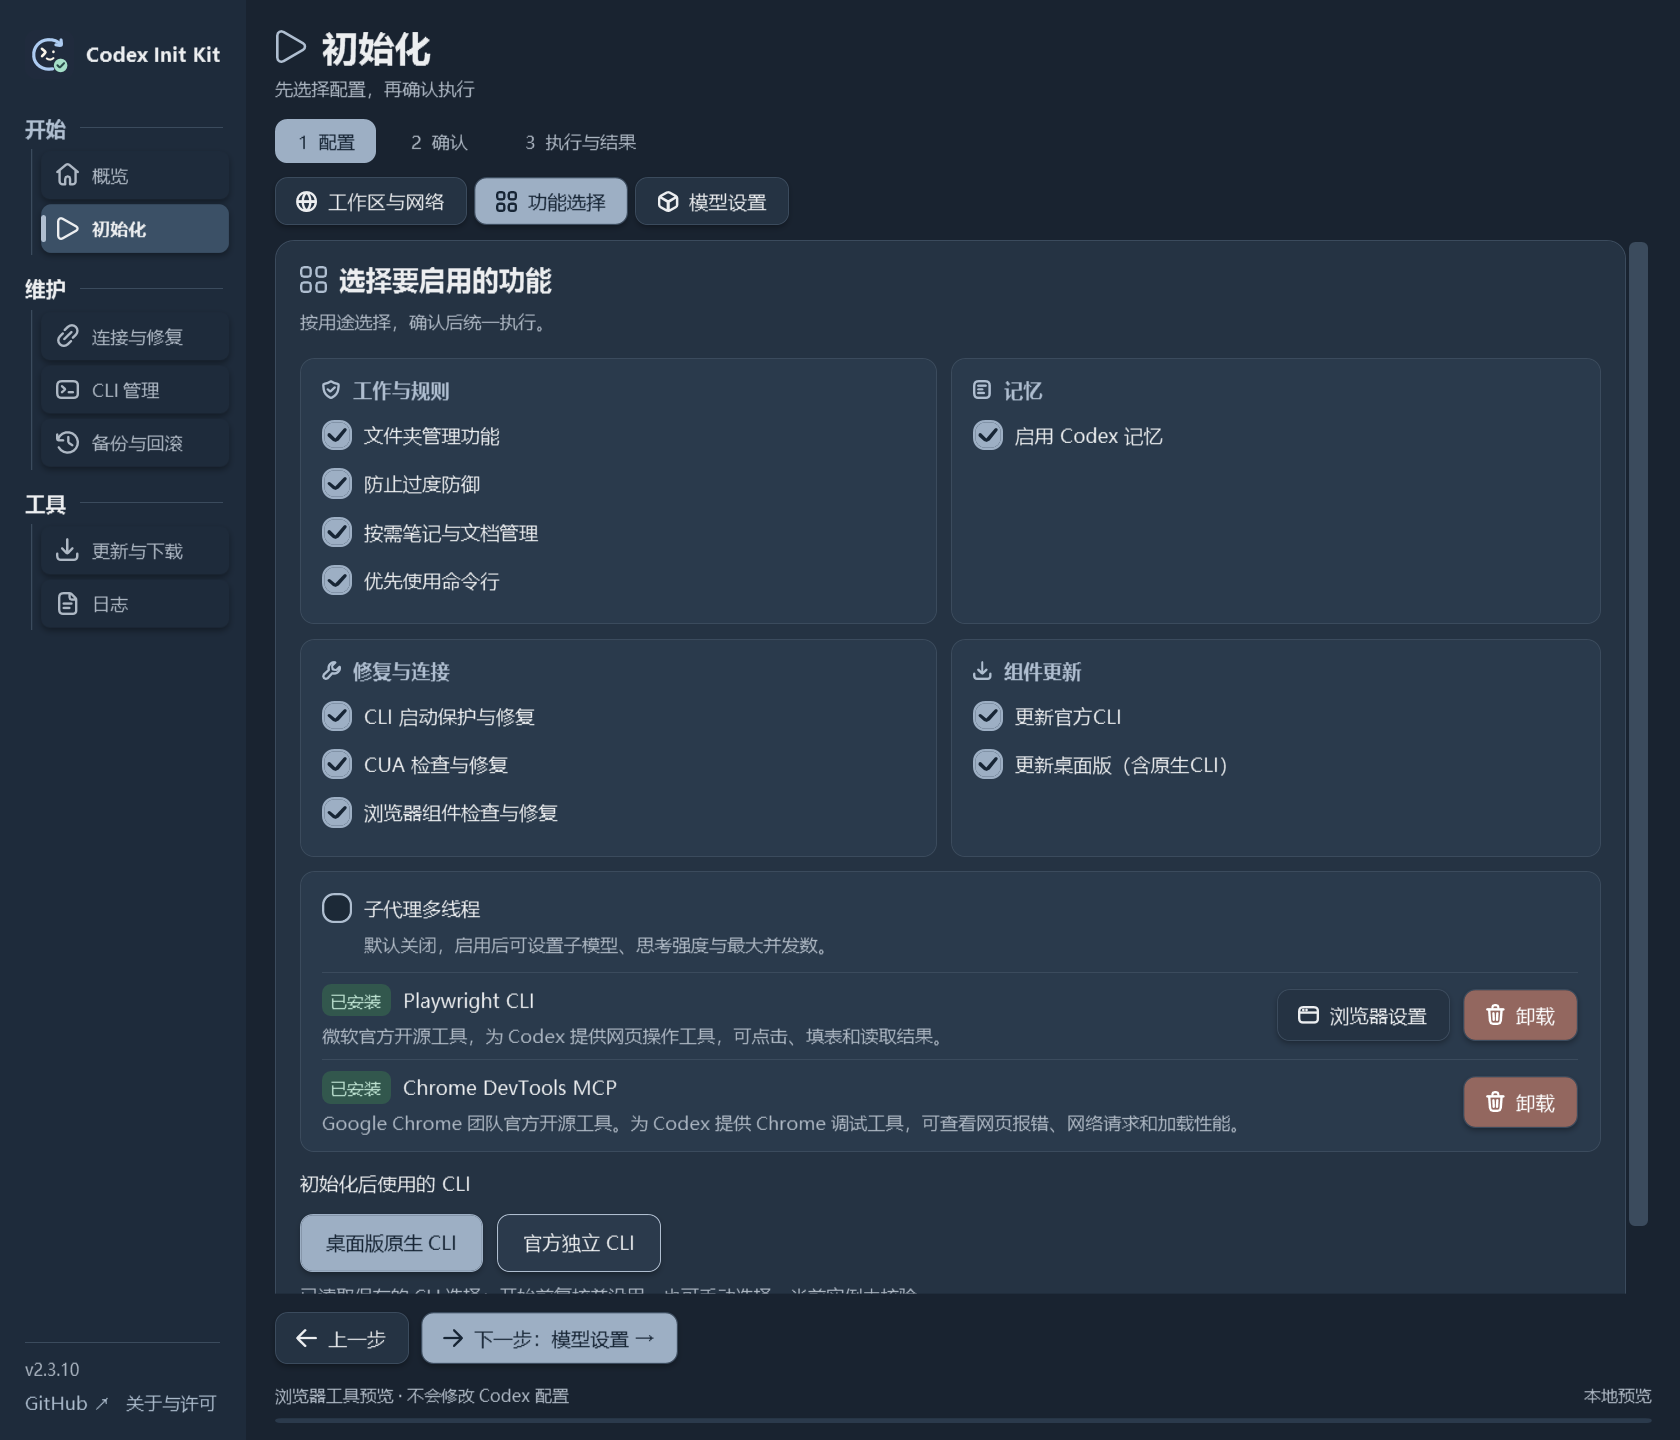 Codex Init Kit
开始
概览
初始化
维护
连接与修复
CLI 管理
备份与回滚
工具
更新与下载
日志
v2.3.10
GitHub ↗ 关于与许可
初始化
先选择配置，再确认执行
1 配置 2 确认 3 执行与结果
工作区与网络 功能选择 模型设置
选择要启用的功能
按用途选择，确认后统一执行。
工作与规则
文件夹管理功能
防止过度防御
按需笔记与文档管理
优先使用命令行
记忆
启用 Codex 记忆
修复与连接
CLI 启动保护与修复
CUA 检查与修复
浏览器组件检查与修复
组件更新
更新官方CLI
更新桌面版（含原生CLI）
子代理多线程
默认关闭，启用后可设置子模型、思考强度与最大并发数。
已安装 Playwright CLI
微软官方开源工具，为 Codex 提供网页操作工具，可点击、填表和读取结果。
浏览器设置 卸载
已安装 Chrome DevTools MCP
Google Chrome 团队官方开源工具。为 Codex 提供 Chrome 调试工具，可查看网页报错、网络请求和加载性能。
卸载
初始化后使用的 CLI
桌面版原生 CLI 官方独立 CLI
上一步 下一步：模型设置 →
浏览器工具预览 · 不会修改 Codex 配置
本地预览